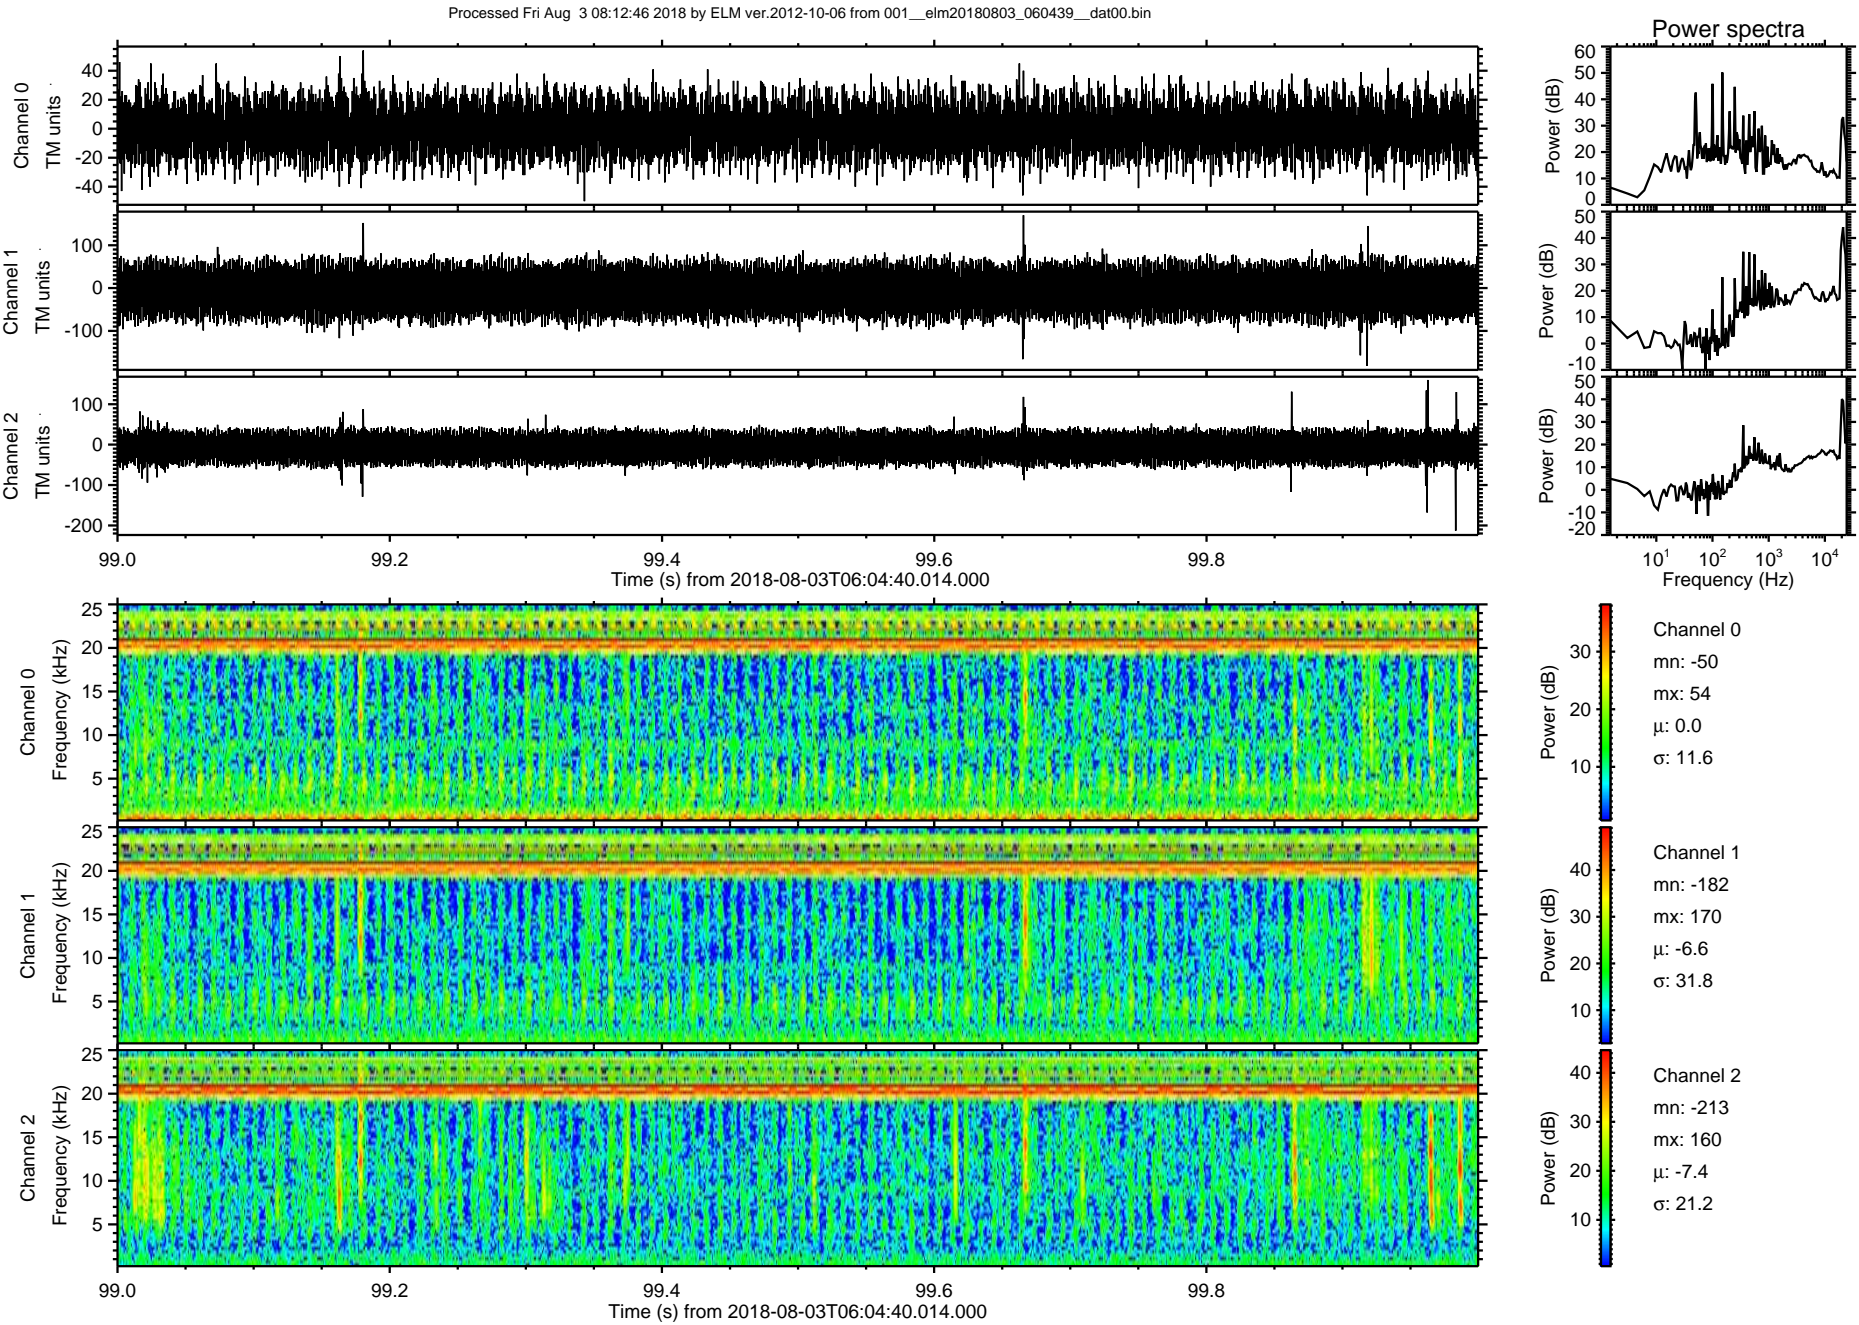 Processed Fri Aug 3 08:12:46 2018 by ELM ver.2012-10-06 from 001__elm20180803_060439__dat00.bin
Power spectra
Channel 0
TM units
40
20
0
-20
-40
Power (dB)
60
50
40
30
20
10
0
Channel 1
TM units
100
0
-100
Power (dB)
50
40
30
20
10
0
-10
Channel 2
TM units
100
0
-100
-200
Power (dB)
50
40
30
20
10
0
-10
-20
99.0 99.2 99.4 99.6 99.8
Time (s) from 2018-08-03T06:04:40.014.000
10^1 10^2 10^3 10^4
Frequency (Hz)
Channel 0
Frequency (kHz)
25
20
15
10
5
Power (dB)
30
20
10
Channel 0
mn: -50
mx: 54
μ: 0.0
σ: 11.6
Channel 1
Frequency (kHz)
25
20
15
10
5
Power (dB)
40
30
20
10
Channel 1
mn: -182
mx: 170
μ: -6.6
σ: 31.8
Channel 2
Frequency (kHz)
25
20
15
10
5
Power (dB)
40
30
20
10
Channel 2
mn: -213
mx: 160
μ: -7.4
σ: 21.2
99.0 99.2 99.4 99.6 99.8
Time (s) from 2018-08-03T06:04:40.014.000